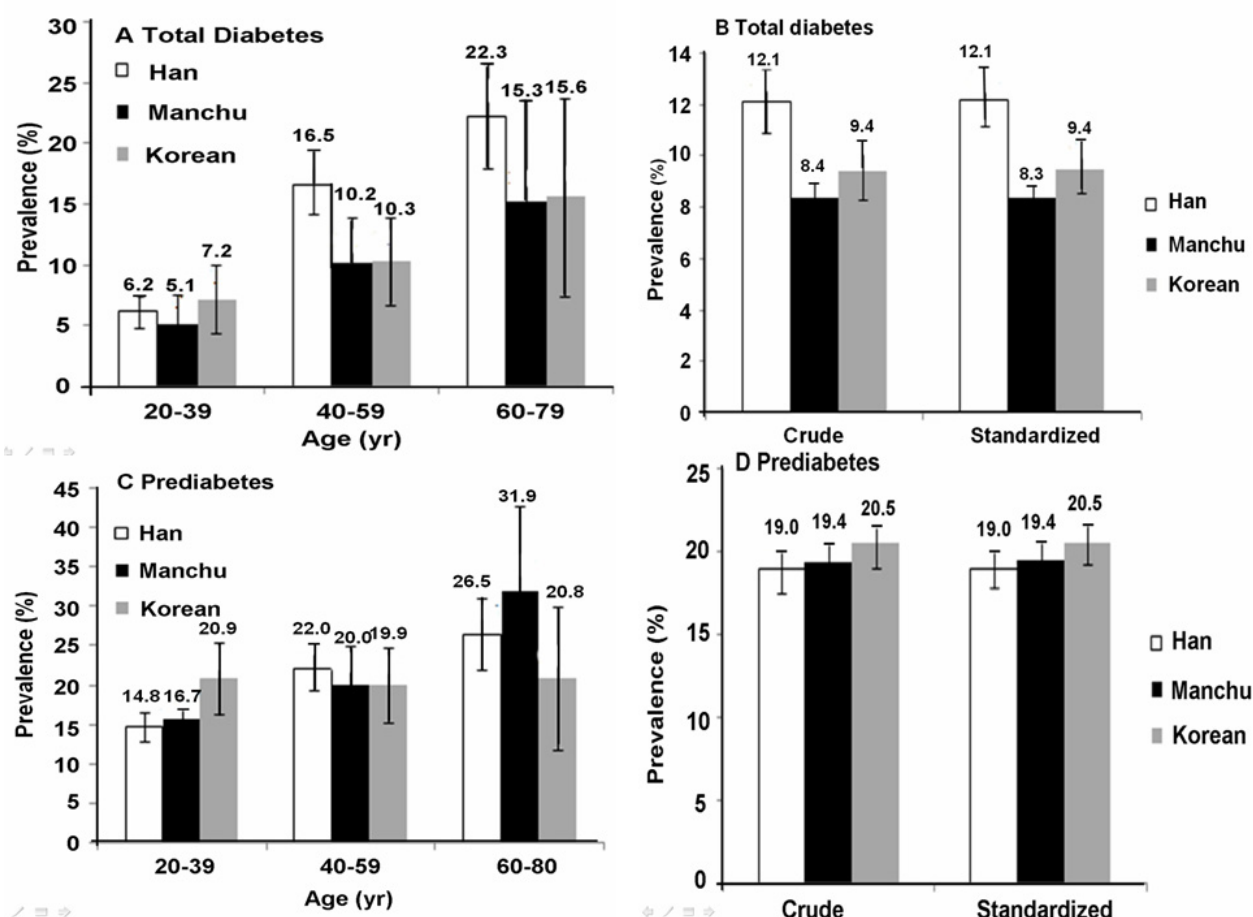 A Total Diabetes
Han
Manchu
Korean
Prevalence (%)
30
25
20
15
10
5
0
6.2
5.1
7.2
16.5
10.2
10.3
22.3
15.3
15.6
20-39
40-59
60-79
Age (yr)
B Total diabetes
Prevalence (%)
14
12
10
8
6
4
2
0
12.1
8.4
9.4
12.1
8.3
9.4
Han
Manchu
Korean
Crude
Standardized
C Prediabetes
Han
Manchu
Korean
Prevalence (%)
45
40
35
30
25
20
15
10
5
0
14.8
16.7
20.9
22.0
20.0
19.9
26.5
31.9
20.8
20-39
40-59
60-80
Age (yr)
D Prediabetes
Prevalence (%)
25
20
15
10
5
0
19.0
19.4
20.5
19.0
19.4
20.5
Han
Manchu
Korean
Crude
Standardized